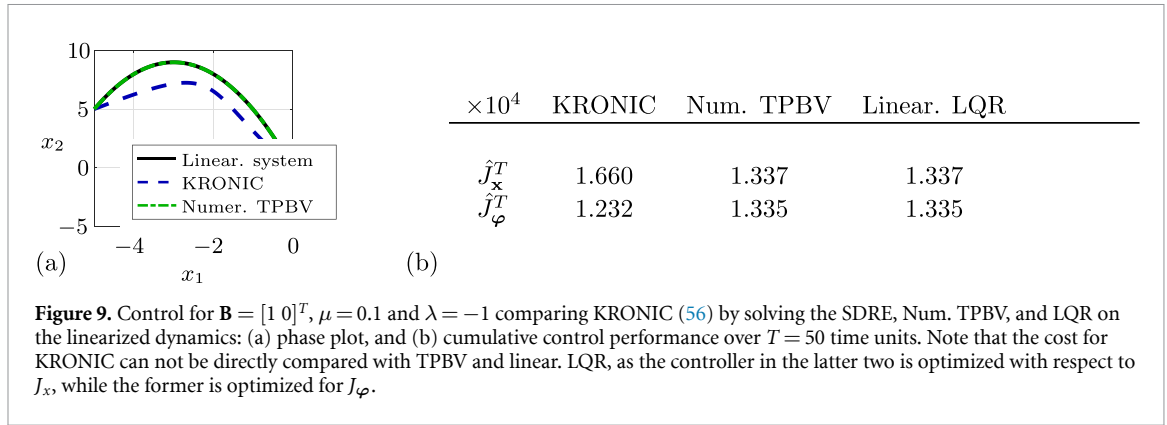 10
5
x₂
0
−5
Linear. system
KRONIC
Numer. TPBV
−4 −2 0
(a) x₁
×10⁴ KRONIC Num. TPBV Linear. LQR
Ĵ_𝐱^T 1.660 1.337 1.337
Ĵ_𝛗^T 1.232 1.335 1.335
(b)
Figure 9. Control for 𝐁 = [1 0]ᵀ, μ = 0.1 and λ = −1 comparing KRONIC (56) by solving the SDRE, Num. TPBV, and LQR on
the linearized dynamics: (a) phase plot, and (b) cumulative control performance over T = 50 time units. Note that the cost for
KRONIC can not be directly compared with TPBV and linear. LQR, as the controller in the latter two is optimized with respect to
Jₓ, while the former is optimized for J_𝛗.